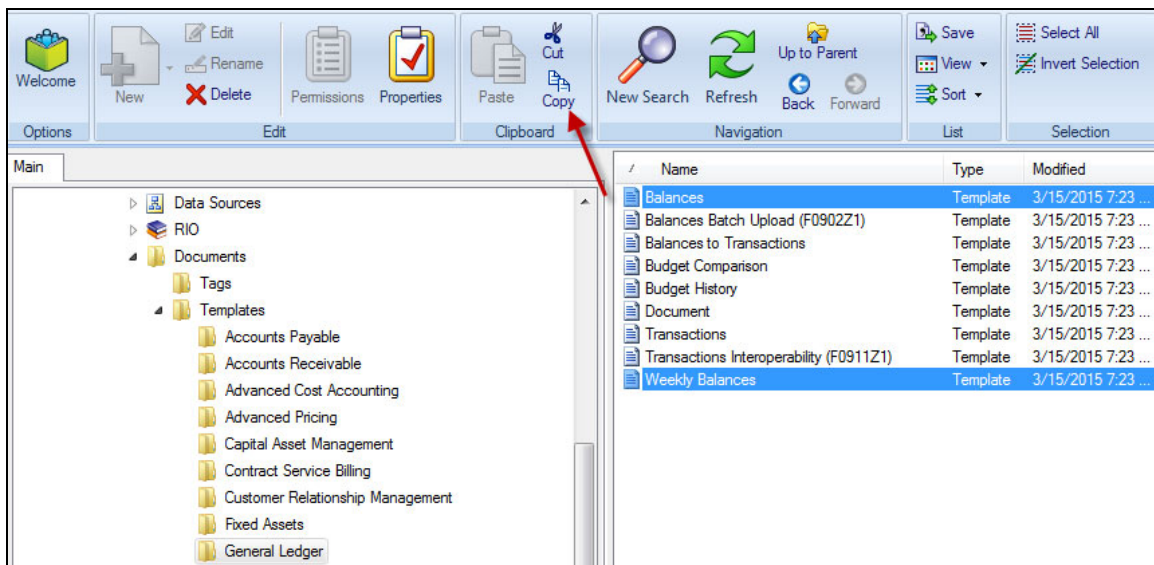 Welcome
Options
New
Edit
Rename
Delete
Permissions
Properties
Edit
Paste
Cut
Copy
Clipboard
New Search
Refresh
Up to Parent
Back
Forward
Navigation
Save
View
Sort
List
Select All
Invert Selection
Selection
Main
Data Sources
RIO
Documents
Tags
Templates
Accounts Payable
Accounts Receivable
Advanced Cost Accounting
Advanced Pricing
Capital Asset Management
Contract Service Billing
Customer Relationship Management
Fixed Assets
General Ledger
Name Type Modified
Balances Template 3/15/2015 7:23 ...
Balances Batch Upload (F0902Z1) Template 3/15/2015 7:23 ...
Balances to Transactions Template 3/15/2015 7:23 ...
Budget Comparison Template 3/15/2015 7:23 ...
Budget History Template 3/15/2015 7:23 ...
Document Template 3/15/2015 7:23 ...
Transactions Template 3/15/2015 7:23 ...
Transactions Interoperability (F0911Z1) Template 3/15/2015 7:23 ...
Weekly Balances Template 3/15/2015 7:23 ...